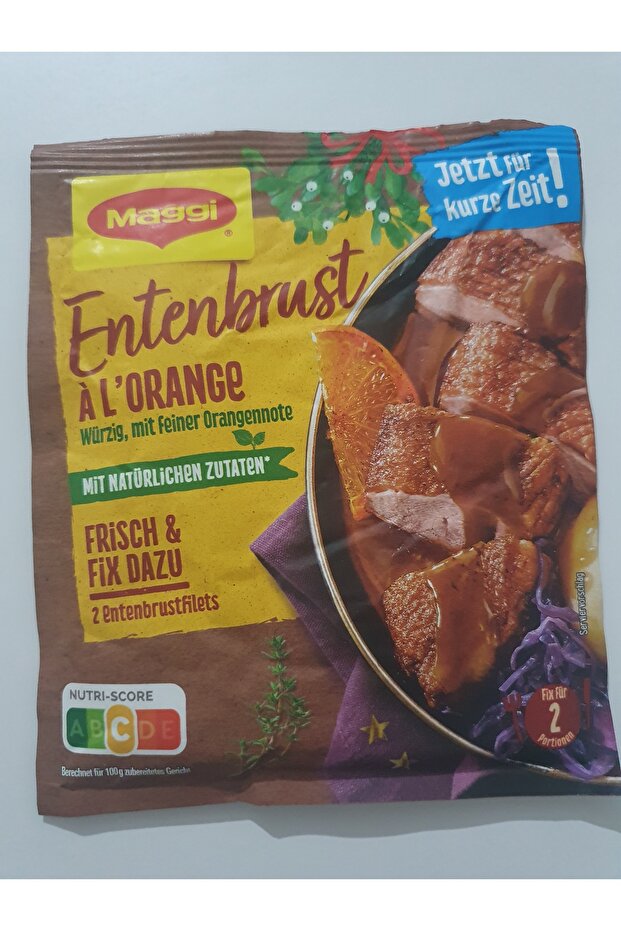 Jetzt für
kurze Zeit!
Maggi®
Entenbrust
À L'ORANGE
Würzig, mit feiner Orangennote
MIT NATÜRLICHEN ZUTATEN*
FRISCH &
FIX DAZU
2 Entenbrustfilets
Serviervorschlag
NUTRI-SCORE
A B C D E
Fix für
2
Portionen
Berechnet für 100g zubereitetes Gericht